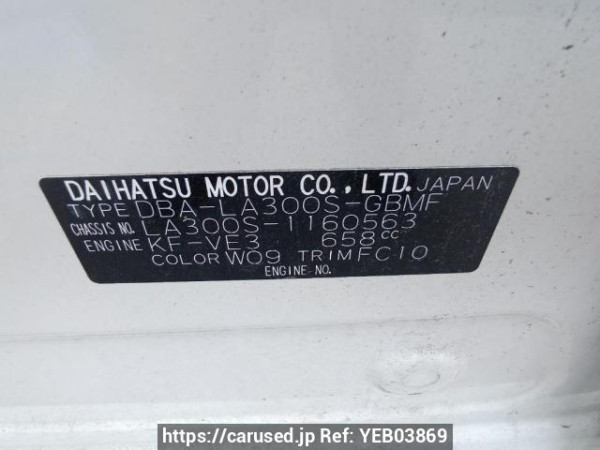 DAIHATSU MOTOR CO., LTD. JAPAN
TYPE DBA-LA300S-GBMF
CHASSIS NO. LA300S-1160563
ENGINE KF-VE3 658cc
COLOR W09 TRIM FC10
ENGINE NO.
https://carused.jp Ref: YEB03869